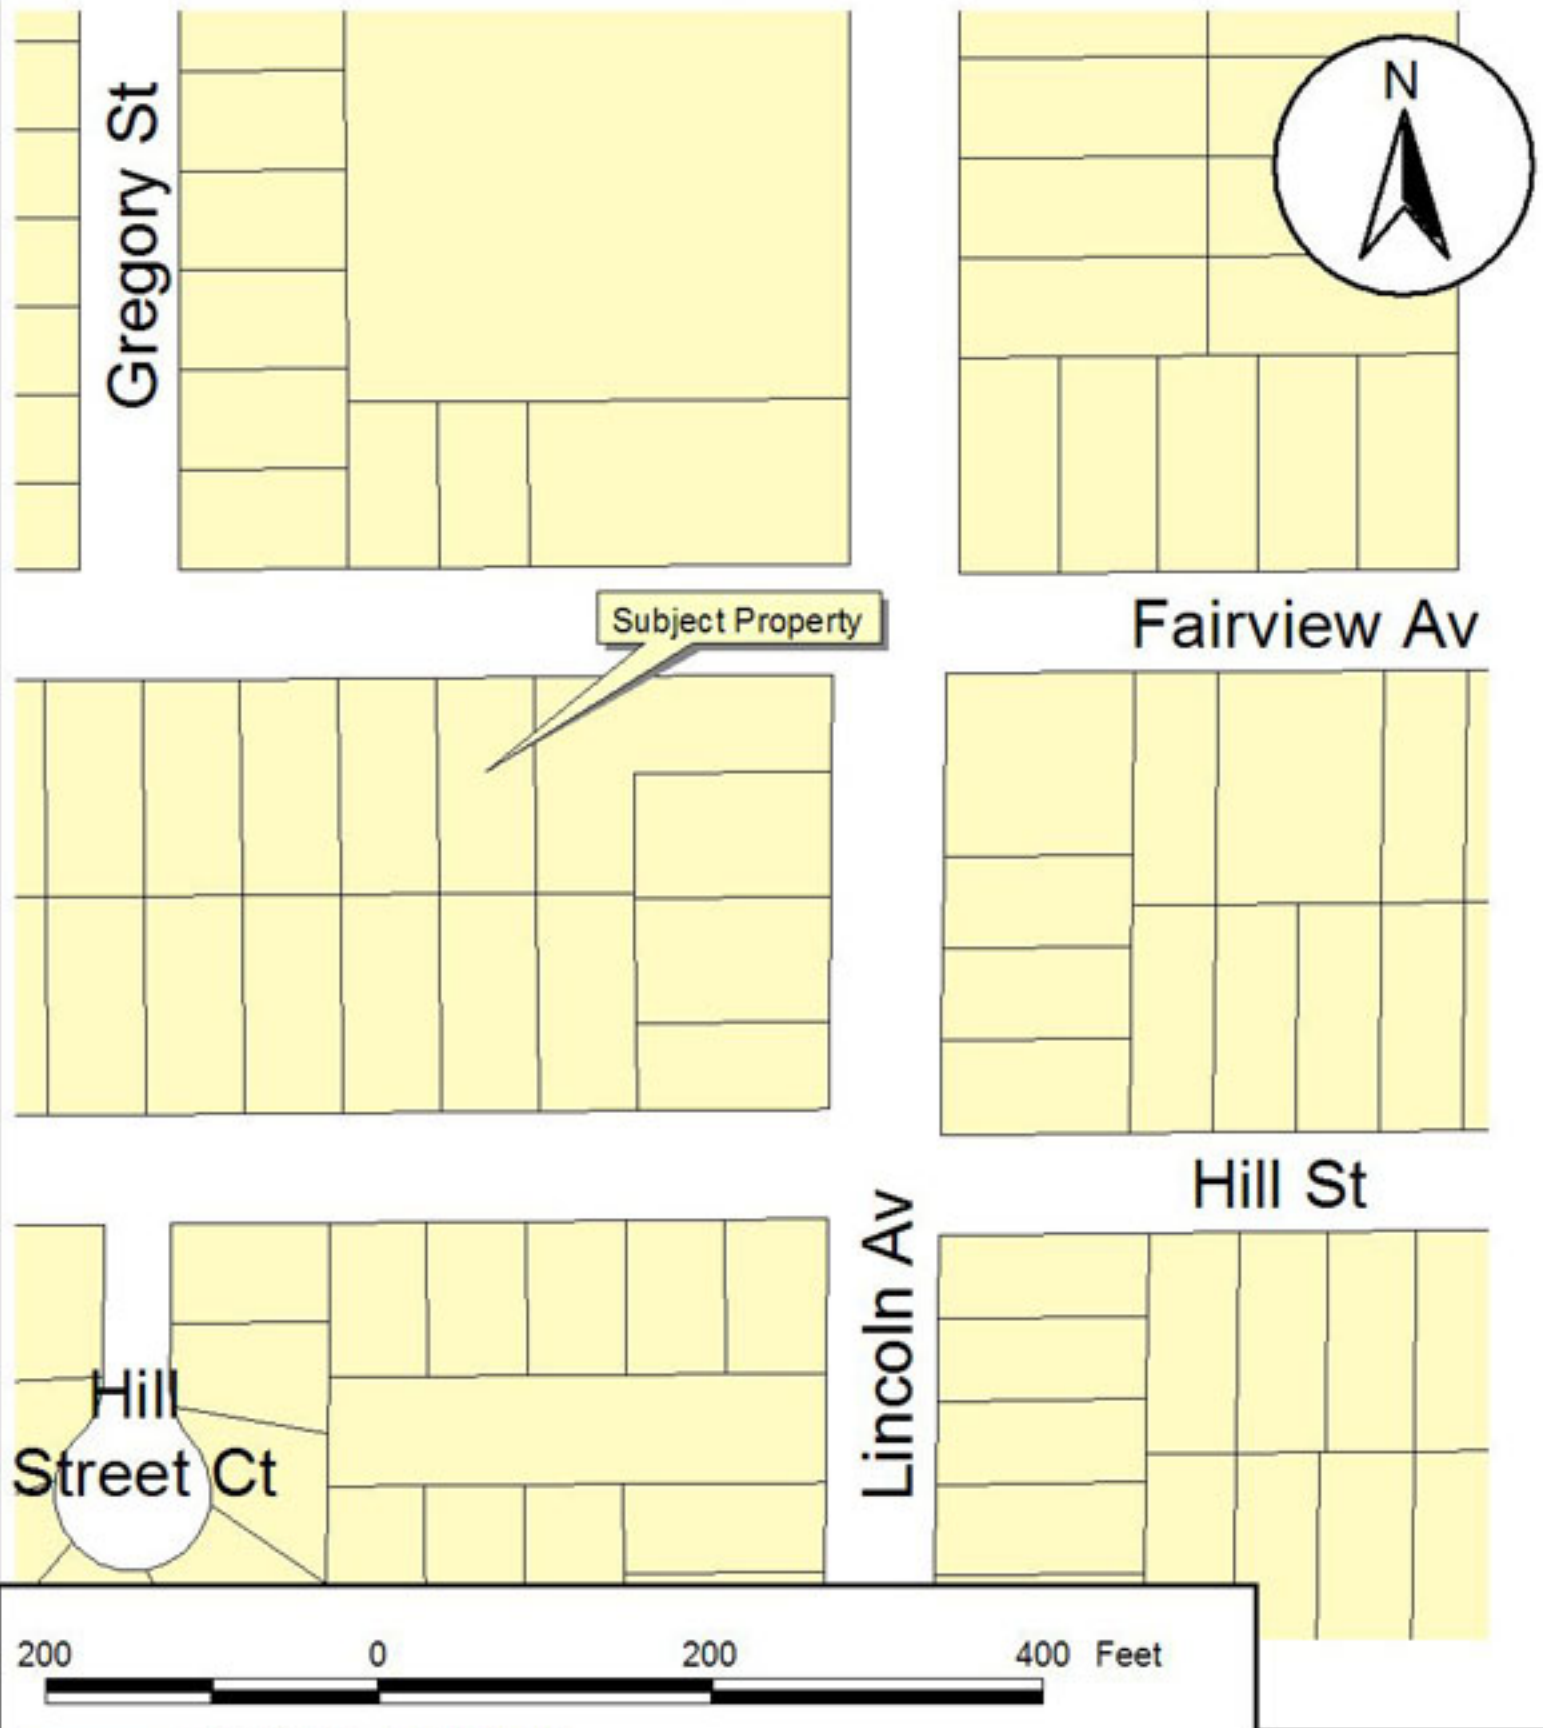 N
Gregory St
Subject Property
Fairview Av
Hill St
Lincoln Av
Hill
Street Ct
200 0 200 400 Feet